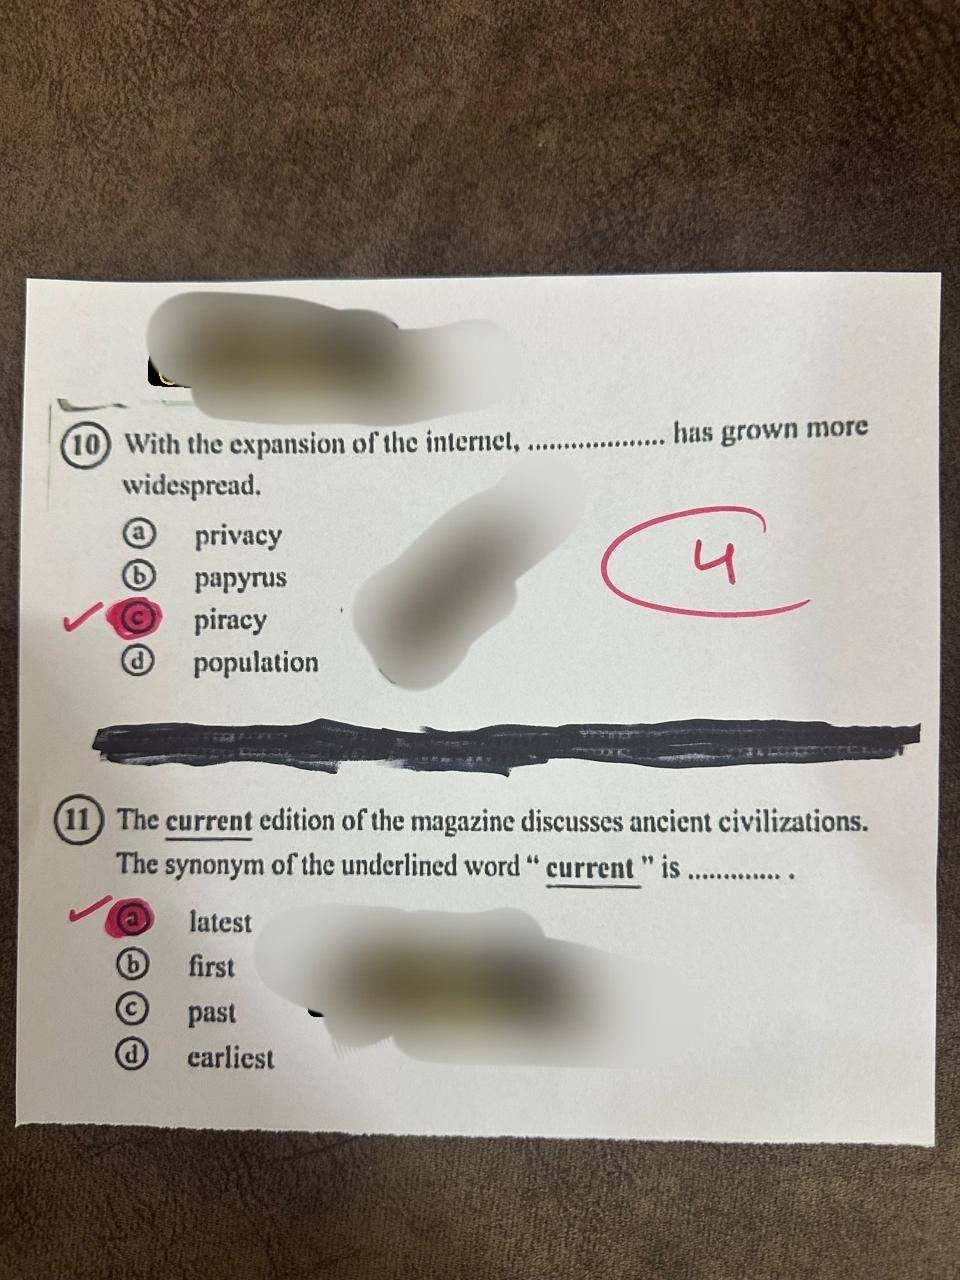 10 With the expansion of the internet, .................... has grown more
widespread.
a privacy
b papyrus
c piracy
d population
4
11 The current edition of the magazine discusses ancient civilizations.
The synonym of the underlined word “ current ” is ............. .
a latest
b first
c past
d earliest